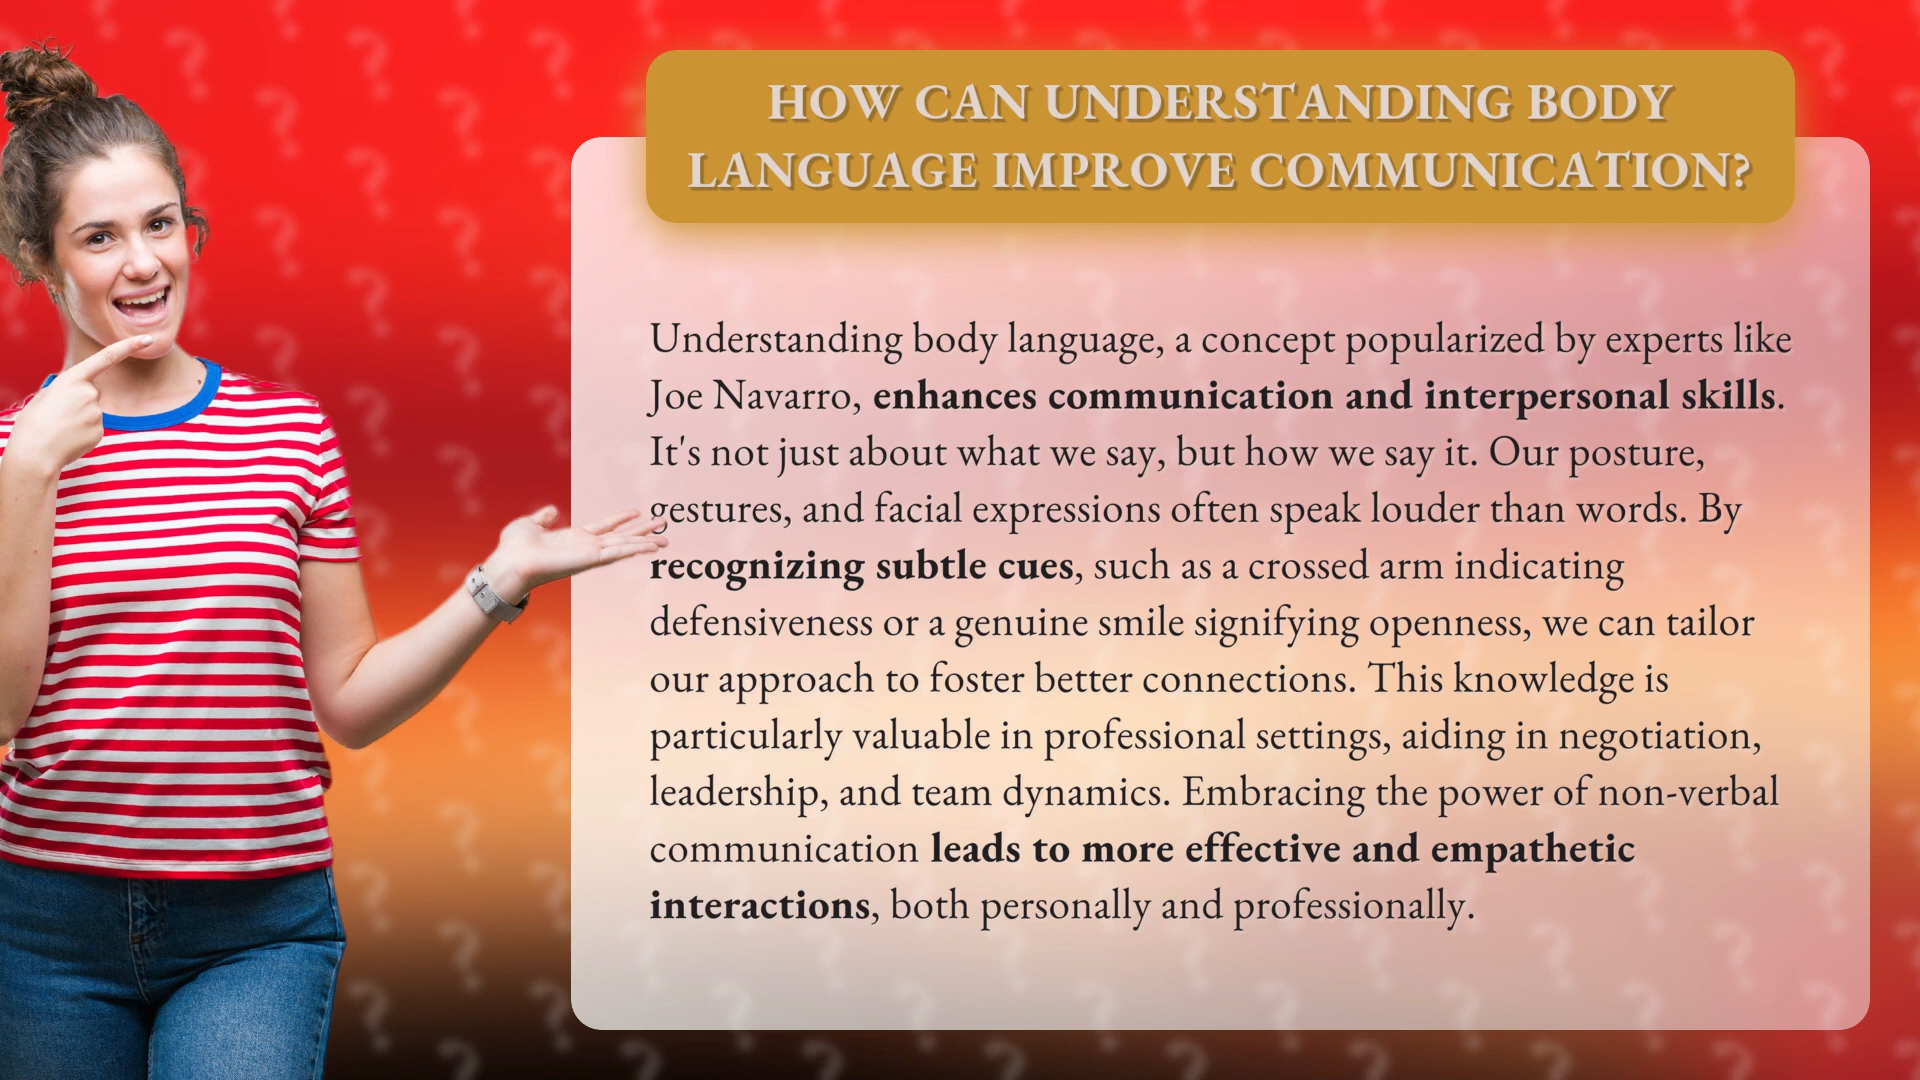 HOW CAN UNDERSTANDING BODY
LANGUAGE IMPROVE COMMUNICATION?
Understanding body language, a concept popularized by experts like
Joe Navarro, enhances communication and interpersonal skills.
It's not just about what we say, but how we say it. Our posture,
gestures, and facial expressions often speak louder than words. By
recognizing subtle cues, such as a crossed arm indicating
defensiveness or a genuine smile signifying openness, we can tailor
our approach to foster better connections. This knowledge is
particularly valuable in professional settings, aiding in negotiation,
leadership, and team dynamics. Embracing the power of non-verbal
communication leads to more effective and empathetic
interactions, both personally and professionally.